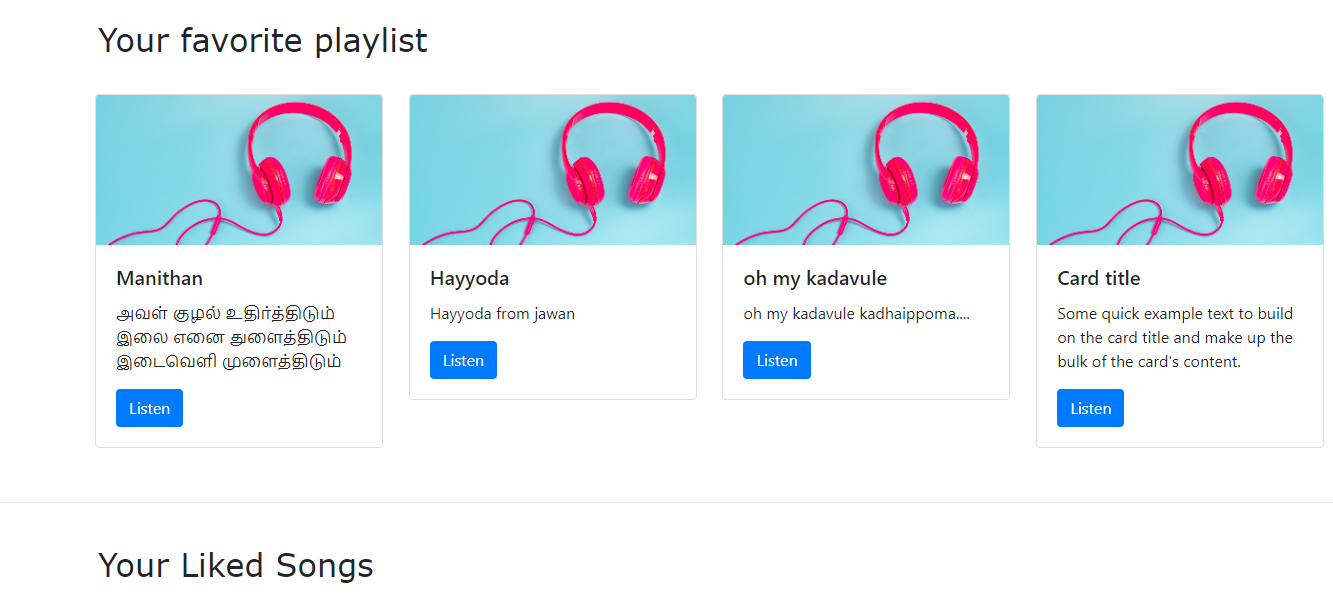 Your favorite playlist
Manithan
அவள் குழல் உதிர்த்திடும்
இலை எனை துளைத்திடும்
இடைவெளி முளைத்திடும்
Listen
Hayyoda
Hayyoda from jawan
Listen
oh my kadavule
oh my kadavule kadhaippoma....
Listen
Card title
Some quick example text to build
on the card title and make up the
bulk of the card's content.
Listen
Your Liked Songs